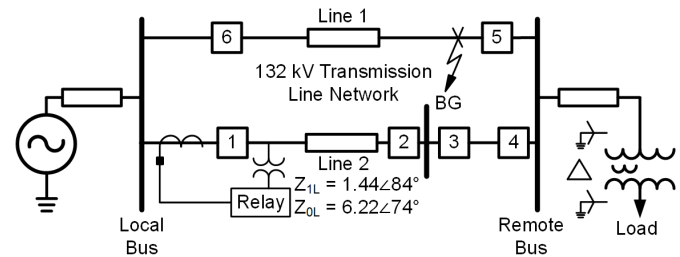 Line 1
6
5
132 kV Transmission
Line Network
BG
1
2
3
4
Line 2
Z1L = 1.44∠84°
Relay
Z0L = 6.22∠74°
Local
Bus
Remote
Bus
Load